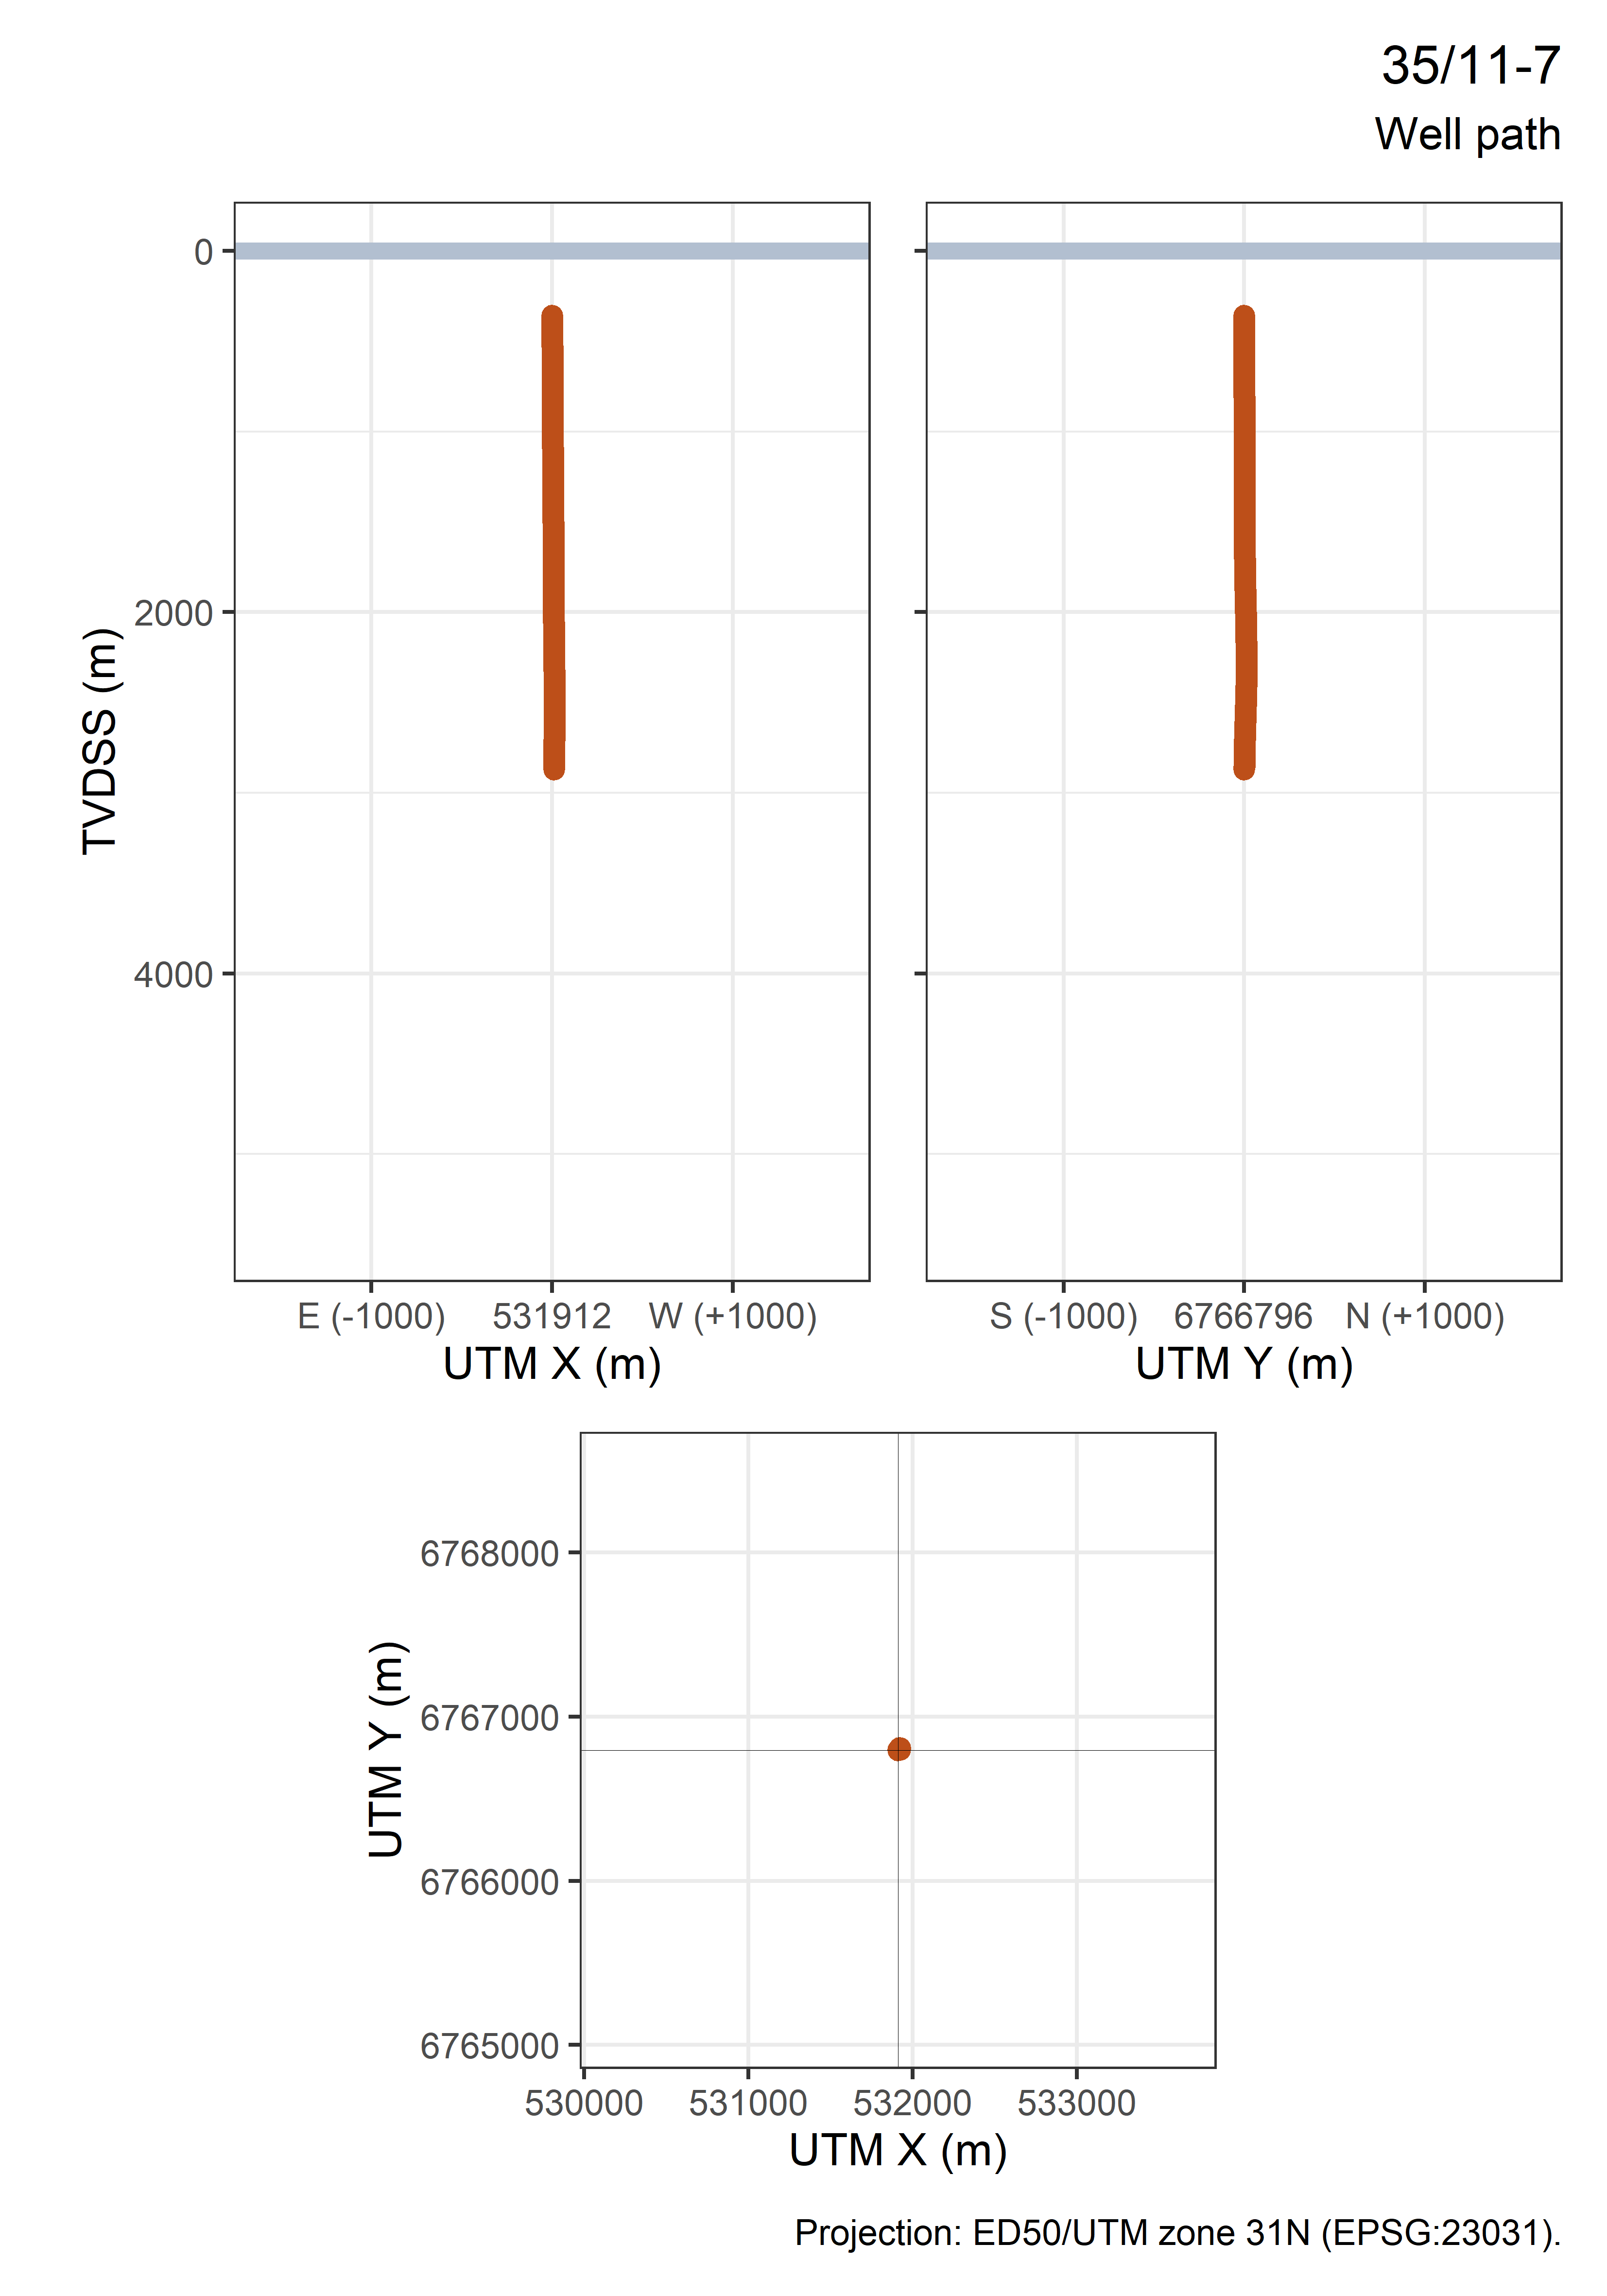 35/11-7
Well path
TVDSS (m)
0
2000
4000
E (-1000) 531912 W (+1000)
UTM X (m)
S (-1000) 6766796 N (+1000)
UTM Y (m)
UTM Y (m)
6768000
6767000
6766000
6765000
530000 531000 532000 533000
UTM X (m)
Projection: ED50/UTM zone 31N (EPSG:23031).